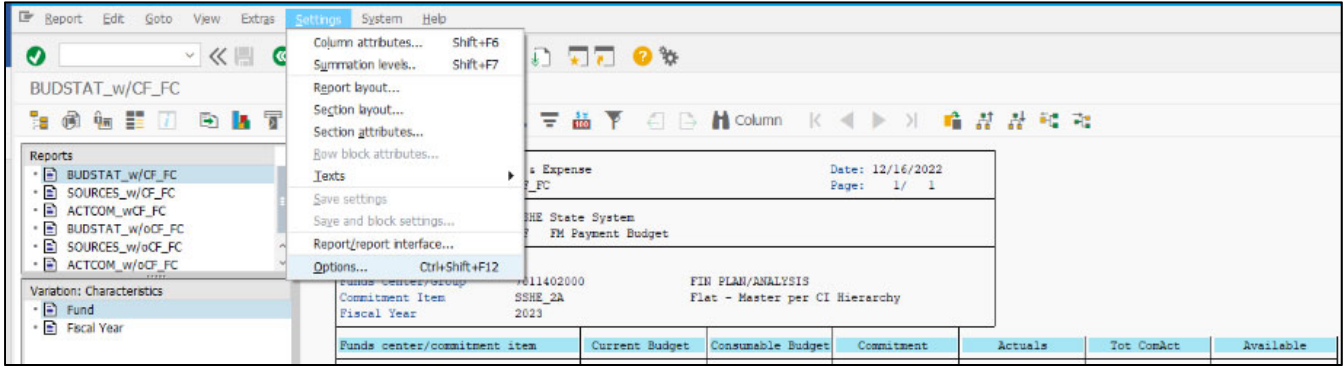 Report Edit Goto View Extras Settings System Help
Column attributes... Shift+F6
Summation levels.. Shift+F7
BUDSTAT_w/CF_FC
Report layout...
Section layout...
Section attributes...
Column
Row block attributes...
Reports
BUDSTAT_w/CF_FC
SOURCES_w/CF_FC
ACTCOM_wCF_FC
BUDSTAT_w/oCF_FC
SOURCES_w/oCF_FC
ACTCOM_w/oCF_FC
Texts
Save settings
Save and block settings...
Report/report interface...
Options... Ctrl+Shift+F12
& Expense Date: 12/16/2022
F_FC Page: 1/ 1
SHE State System
FM Payment Budget
Variation: Characteristics
Fund
Fiscal Year
Funds Center/Group 7011402000 FIN PLAN/ANALYSIS
Commitment Item SSHE_2A Flat - Master per CI Hierarchy
Fiscal Year 2023
Funds center/commitment item Current Budget Consumable Budget Commitment Actuals Tot ComAct Available